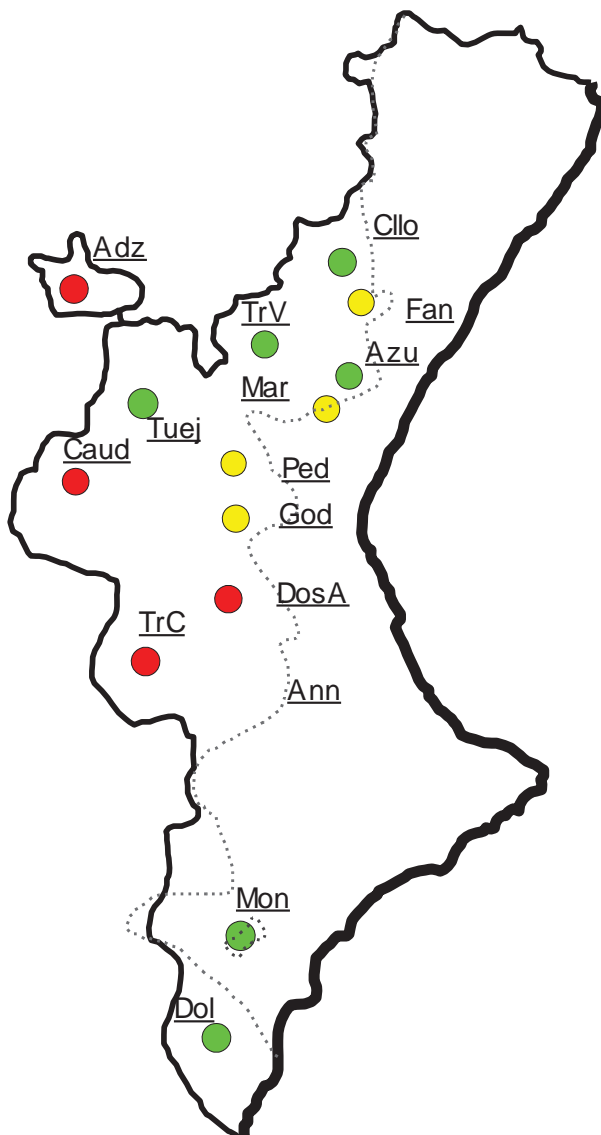 Cllo
Adz
Fan
TrV
Azu
Mar
Tuej
Caud
Ped
God
DosA
TrC
Ann
Mon
Dol